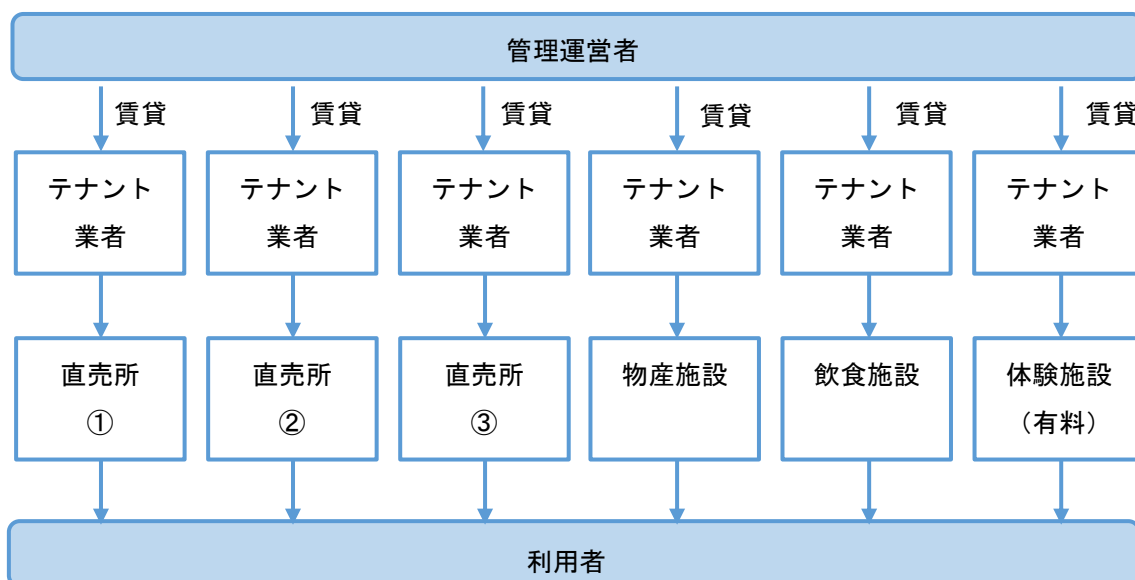 管理運営者
賃貸 賃貸 賃貸 賃貸 賃貸 賃貸
テナント テナント テナント テナント テナント テナント
業者 業者 業者 業者 業者 業者
直売所 直売所 直売所 物産施設 飲食施設 体験施設
① ② ③ （有料）
利用者